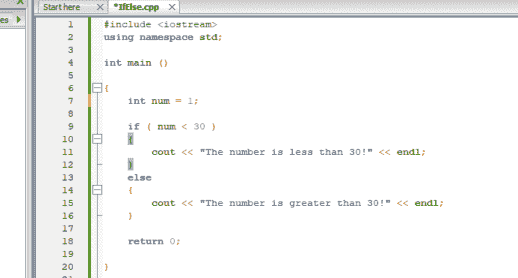 es
Start here
*IfElse.cpp
1 #include <iostream>
2 using namespace std;
3
4 int main ()
5
6 {
7 int num = 1;
8
9 if ( num < 30 )
10 {
11 cout << "The number is less than 30!" << endl;
12 }
13 else
14 {
15 cout << "The number is greater than 30!" << endl;
16 }
17
18 return 0;
19
20 }